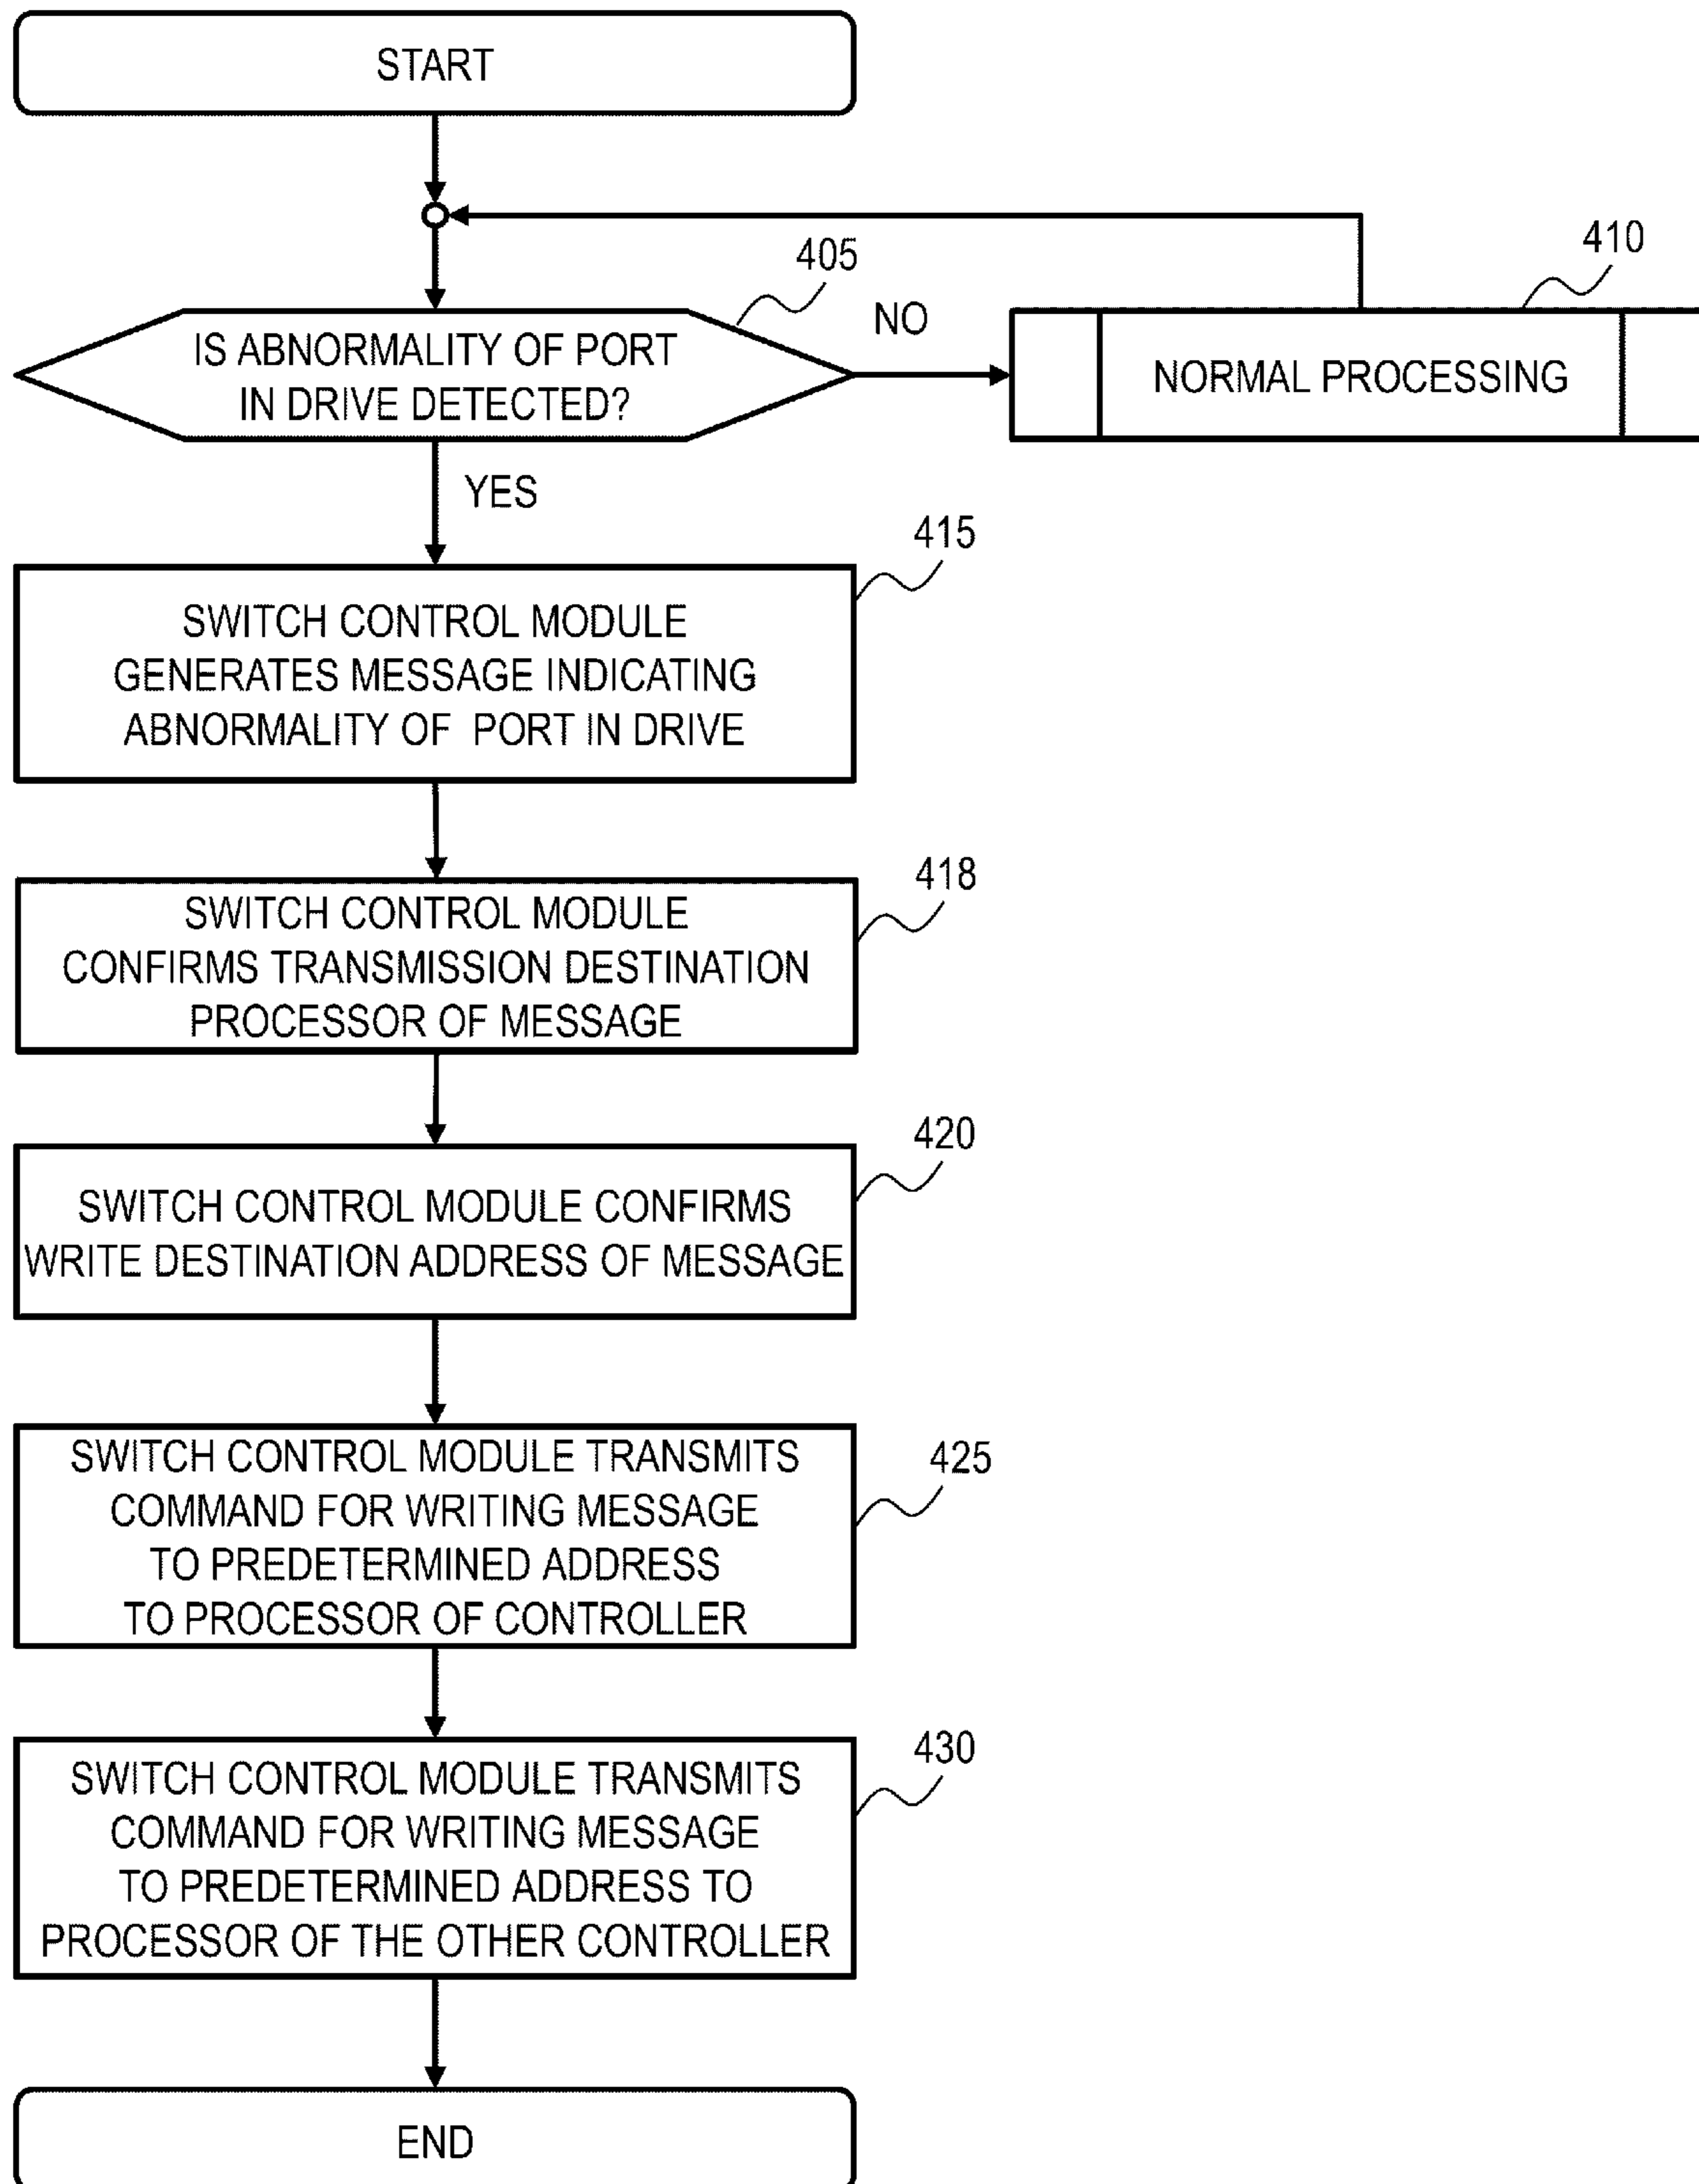 START
405
NO
410
IS ABNORMALITY OF PORT
IN DRIVE DETECTED?
NORMAL PROCESSING
YES
415
SWITCH CONTROL MODULE
GENERATES MESSAGE INDICATING
ABNORMALITY OF PORT IN DRIVE
418
SWITCH CONTROL MODULE
CONFIRMS TRANSMISSION DESTINATION
PROCESSOR OF MESSAGE
420
SWITCH CONTROL MODULE CONFIRMS
WRITE DESTINATION ADDRESS OF MESSAGE
425
SWITCH CONTROL MODULE TRANSMITS
COMMAND FOR WRITING MESSAGE
TO PREDETERMINED ADDRESS
TO PROCESSOR OF CONTROLLER
430
SWITCH CONTROL MODULE TRANSMITS
COMMAND FOR WRITING MESSAGE
TO PREDETERMINED ADDRESS TO
PROCESSOR OF THE OTHER CONTROLLER
END